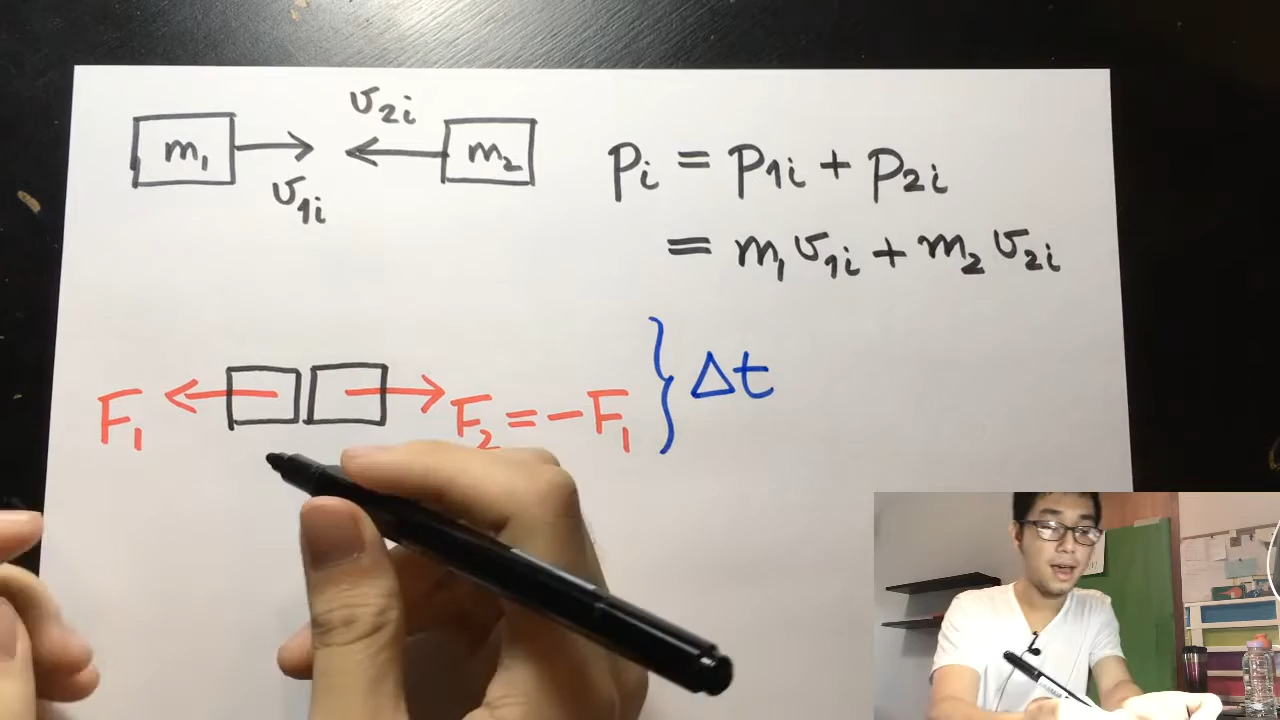 v₂ᵢ
m₁ m₂
v₁ᵢ
pᵢ = p₁ᵢ + p₂ᵢ
= m₁v₁ᵢ + m₂v₂ᵢ
F₁ F₂ = -F₁ } Δt